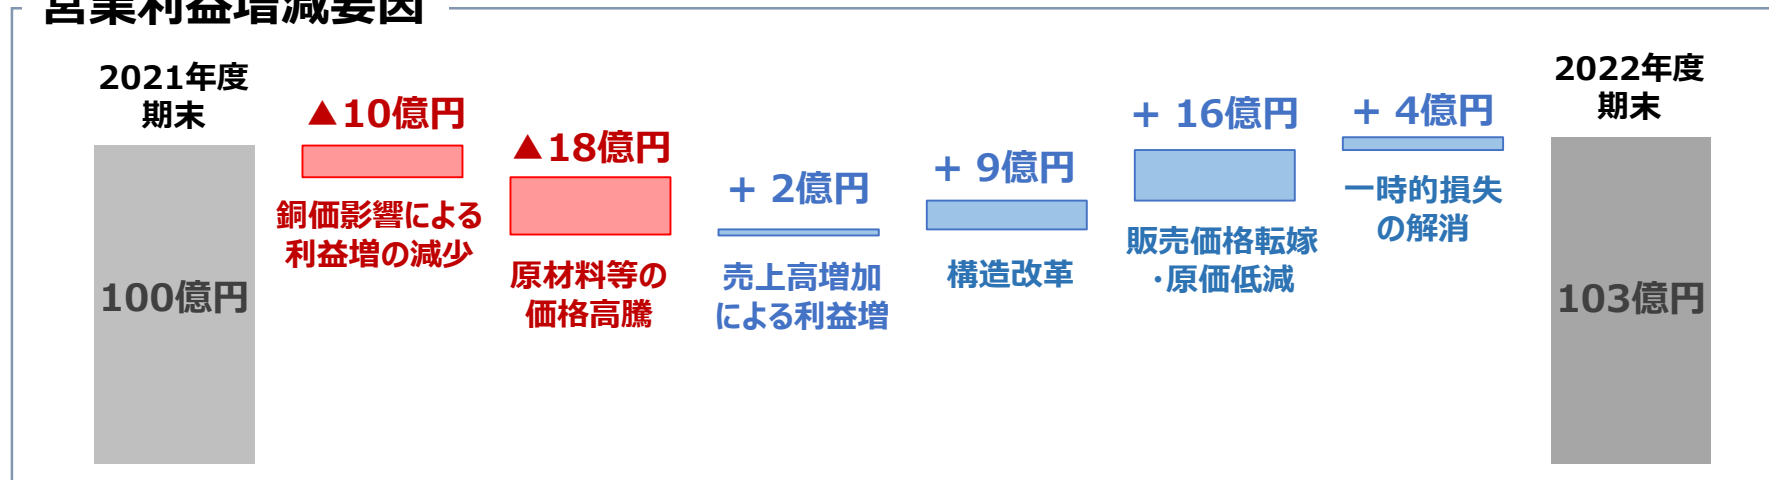 営業利益増減要因
2021年度
期末
100億円
▲10億円
銅価影響による
利益増の減少
▲18億円
原材料等の
価格高騰
+ 2億円
売上高増加
による利益増
+ 9億円
構造改革
+ 16億円
販売価格転嫁
・原価低減
+ 4億円
一時的損失
の解消
2022年度
期末
103億円